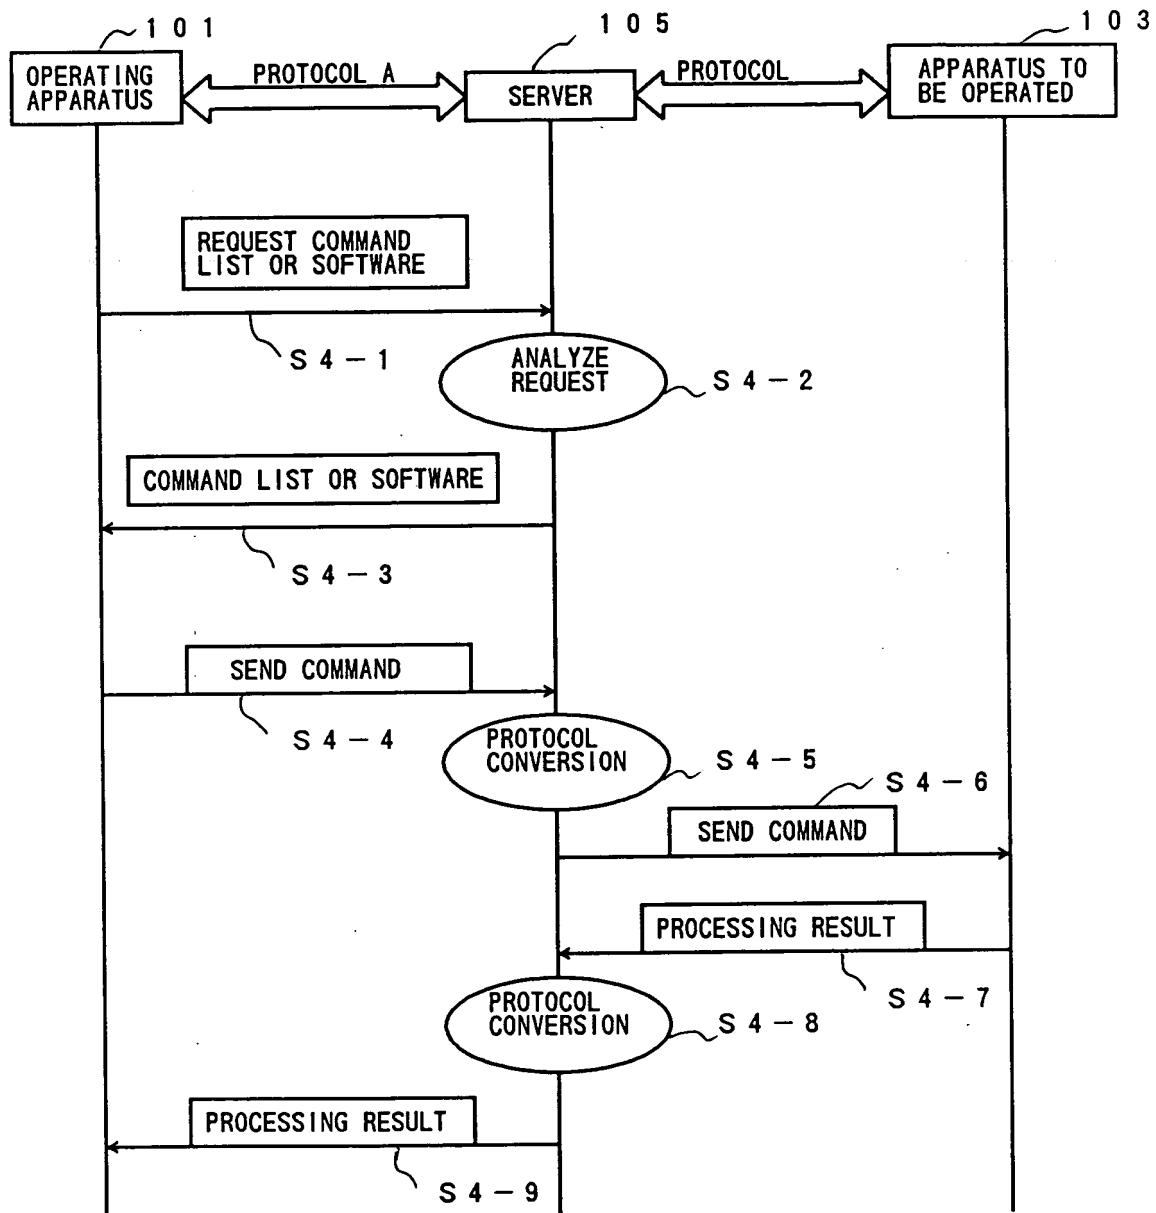 101
105
103
OPERATING
APPARATUS
PROTOCOL A
SERVER
PROTOCOL
APPARATUS TO
BE OPERATED
REQUEST COMMAND
LIST OR SOFTWARE
S4-1
ANALYZE
REQUEST
S4-2
COMMAND LIST OR SOFTWARE
S4-3
SEND COMMAND
S4-4
PROTOCOL
CONVERSION
S4-5
S4-6
SEND COMMAND
PROCESSING RESULT
S4-7
PROTOCOL
CONVERSION
S4-8
PROCESSING RESULT
S4-9